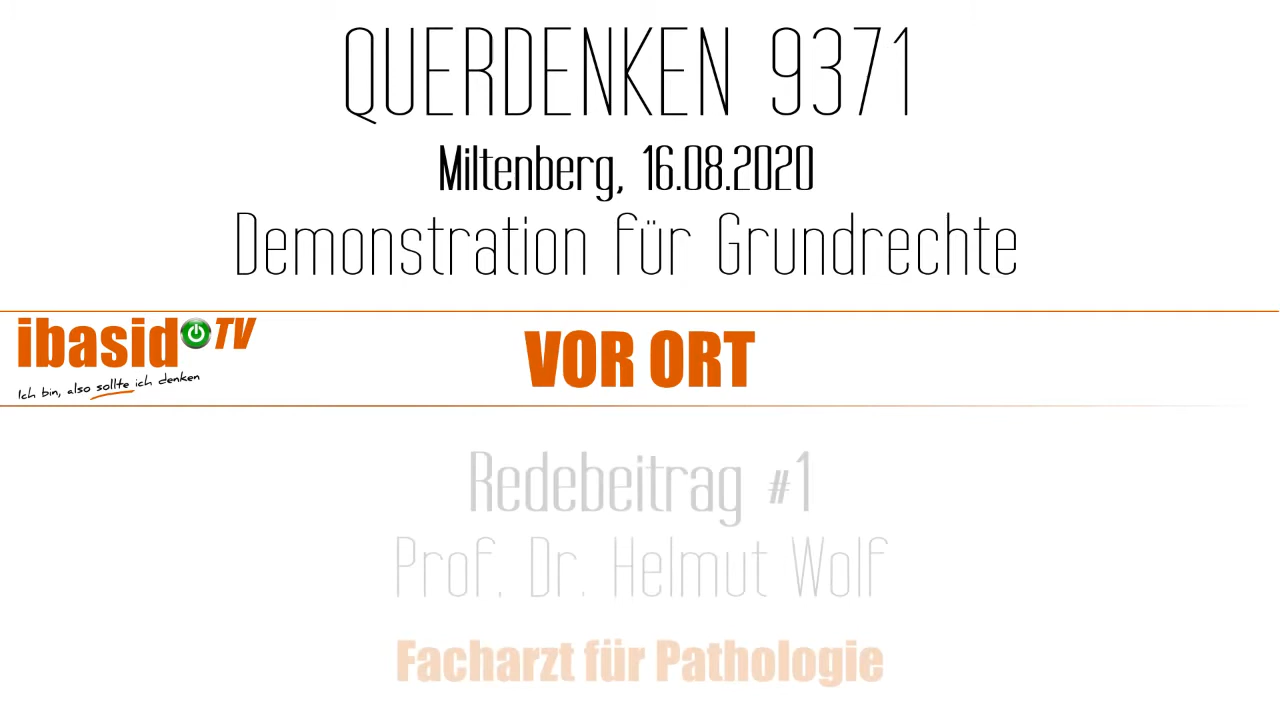 QUERDENKEN 9371
Miltenberg, 16.08.2020
Demonstration für Grundrechte
ibasid TV
Ich bin, also sollte ich denken
VOR ORT
Redebeitrag #1
Prof. Dr. Helmut Wolf
Facharzt für Pathologie